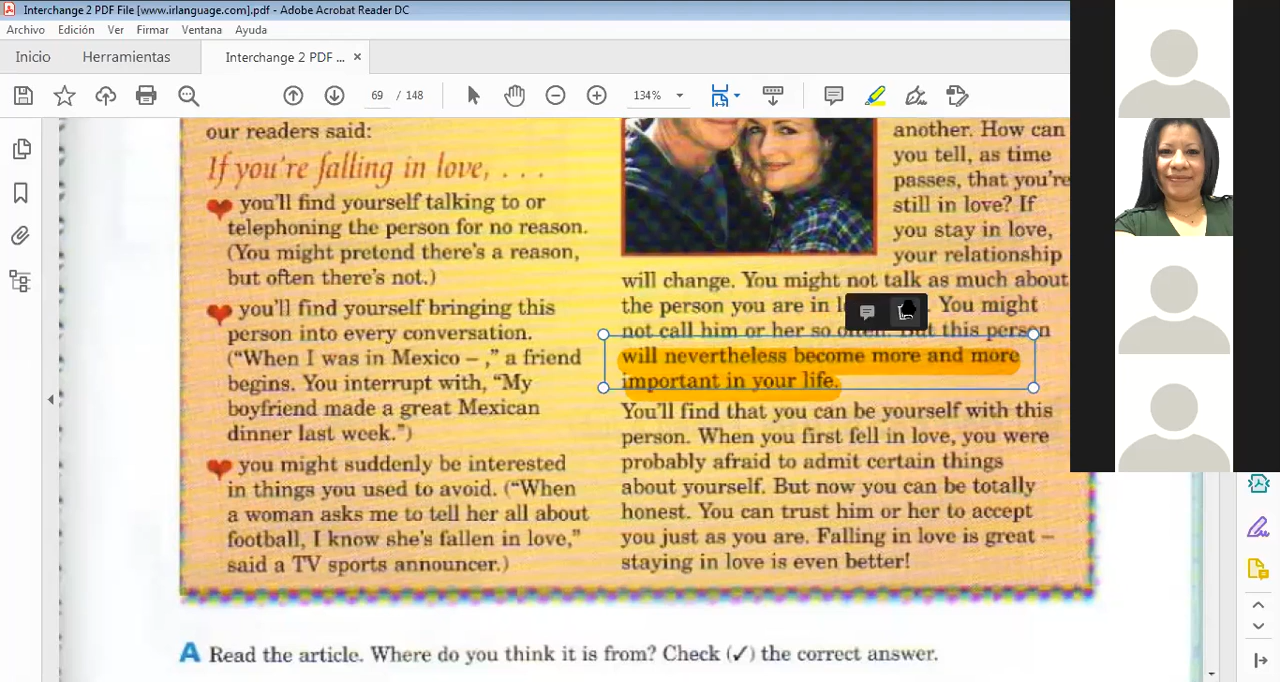 Interchange 2 PDF File [www.irlanguage.com].pdf - Adobe Acrobat Reader DC
Archivo Edición Ver Firmar Ventana Ayuda
Inicio Herramientas Interchange 2 PDF ... ×
69 / 148 134%
our readers said:
If you're falling in love, . . .
you'll find yourself talking to or
telephoning the person for no reason.
(You might pretend there's a reason,
but often there's not.)
you'll find yourself bringing this
person into every conversation.
("When I was in Mexico – ," a friend
begins. You interrupt with, "My
boyfriend made a great Mexican
dinner last week.")
you might suddenly be interested
in things you used to avoid. ("When
a woman asks me to tell her all about
football, I know she's fallen in love,"
said a TV sports announcer.)
another. How can
you tell, as time
passes, that you're
still in love? If
you stay in love,
your relationship
will change. You might not talk as much about
the person you are in You might
not call him or her so this person
will nevertheless become more and more
important in your life.
You'll find that you can be yourself with this
person. When you first fell in love, you were
probably afraid to admit certain things
about yourself. But now you can be totally
honest. You can trust him or her to accept
you just as you are. Falling in love is great –
staying in love is even better!
A Read the article. Where do you think it is from? Check (✓) the correct answer.